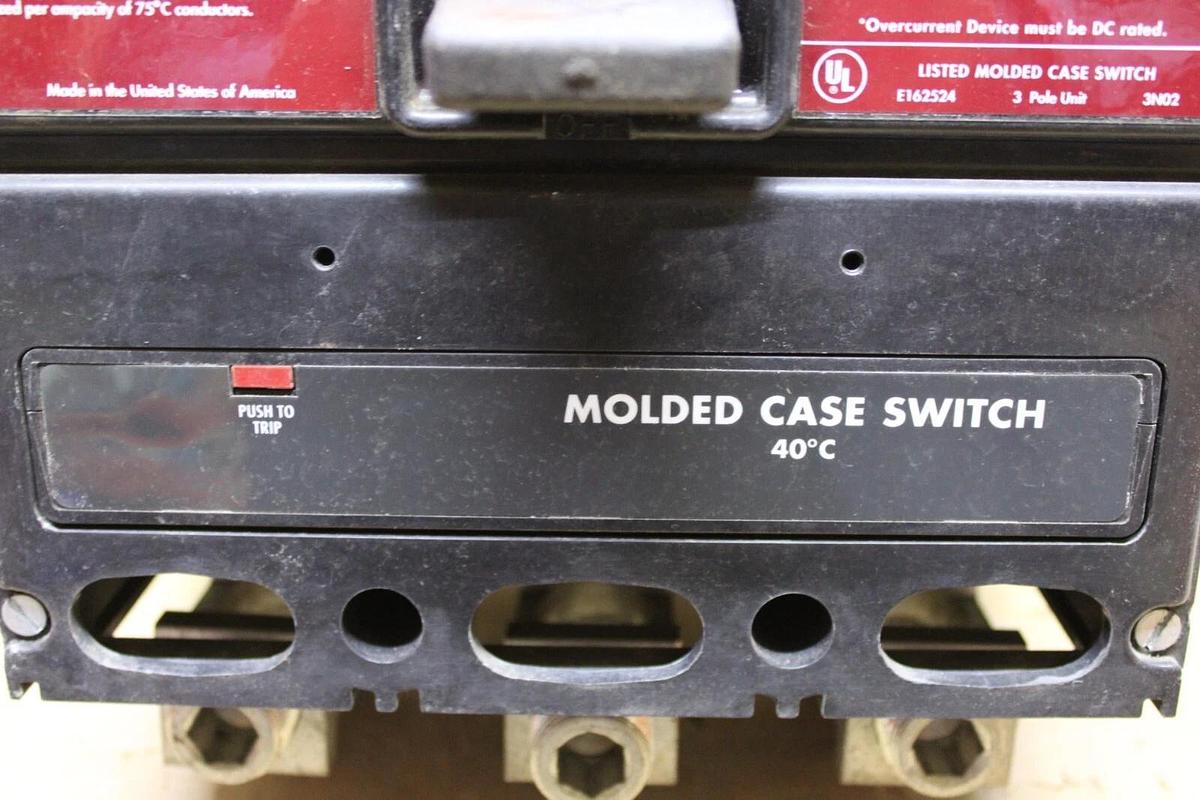 per ampacity of 75°C conductors.
Made in the United States of America
OFF
*Overcurrent Device must be DC rated.
UL
LISTED MOLDED CASE SWITCH
E162524 3 Pole Unit 3N02
PUSH TO
TRIP
MOLDED CASE SWITCH
40°C